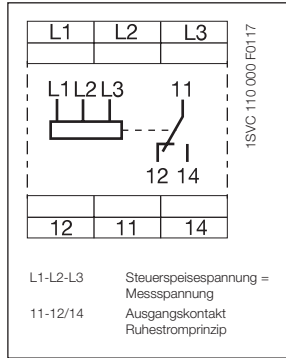 L1 L2 L3
L1 L2 L3 11
12 14
12 11 14
1SVC 110 000 F0117
L1-L2-L3 Steuerspeisespannung =
Messspannung
11-12/14 Ausgangskontakt
Ruhestromprinzip